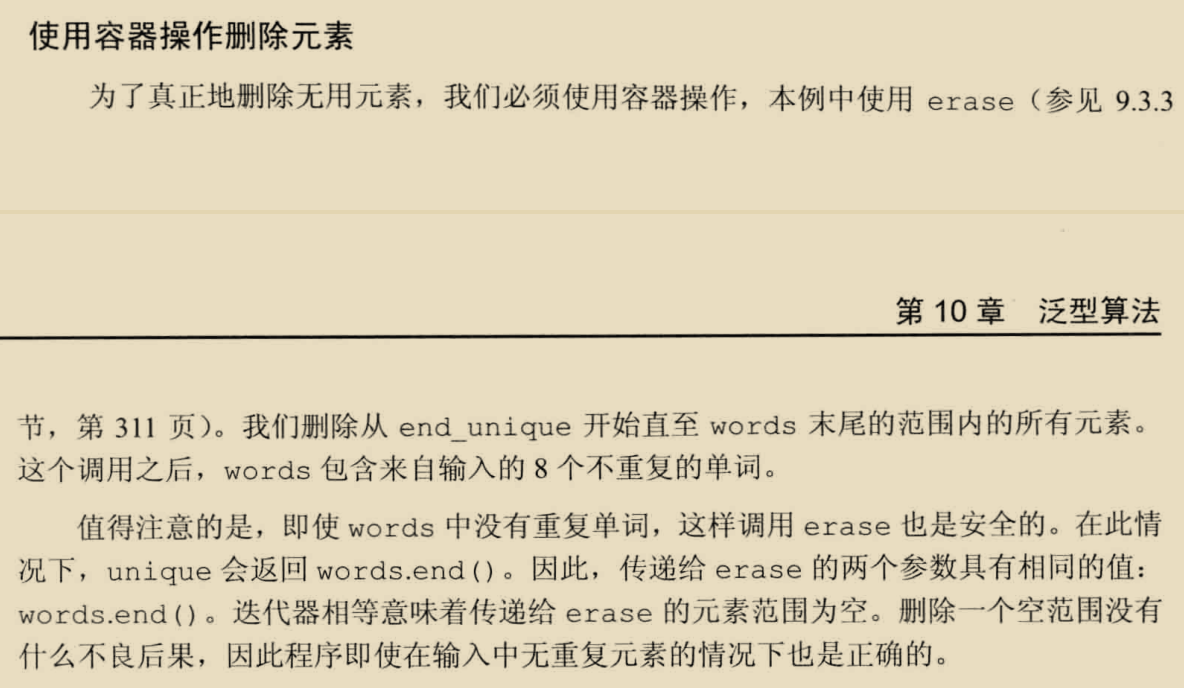 使用容器操作删除元素
为了真正地删除无用元素，我们必须使用容器操作，本例中使用 erase（参见 9.3.3
第 10 章 泛型算法
节，第 311 页）。我们删除从 end_unique 开始直至 words 末尾的范围内的所有元素。
这个调用之后，words 包含来自输入的 8 个不重复的单词。
值得注意的是，即使 words 中没有重复单词，这样调用 erase 也是安全的。在此情
况下，unique 会返回 words.end()。因此，传递给 erase 的两个参数具有相同的值：
words.end()。迭代器相等意味着传递给 erase 的元素范围为空。删除一个空范围没有
什么不良后果，因此程序即使在输入中无重复元素的情况下也是正确的。